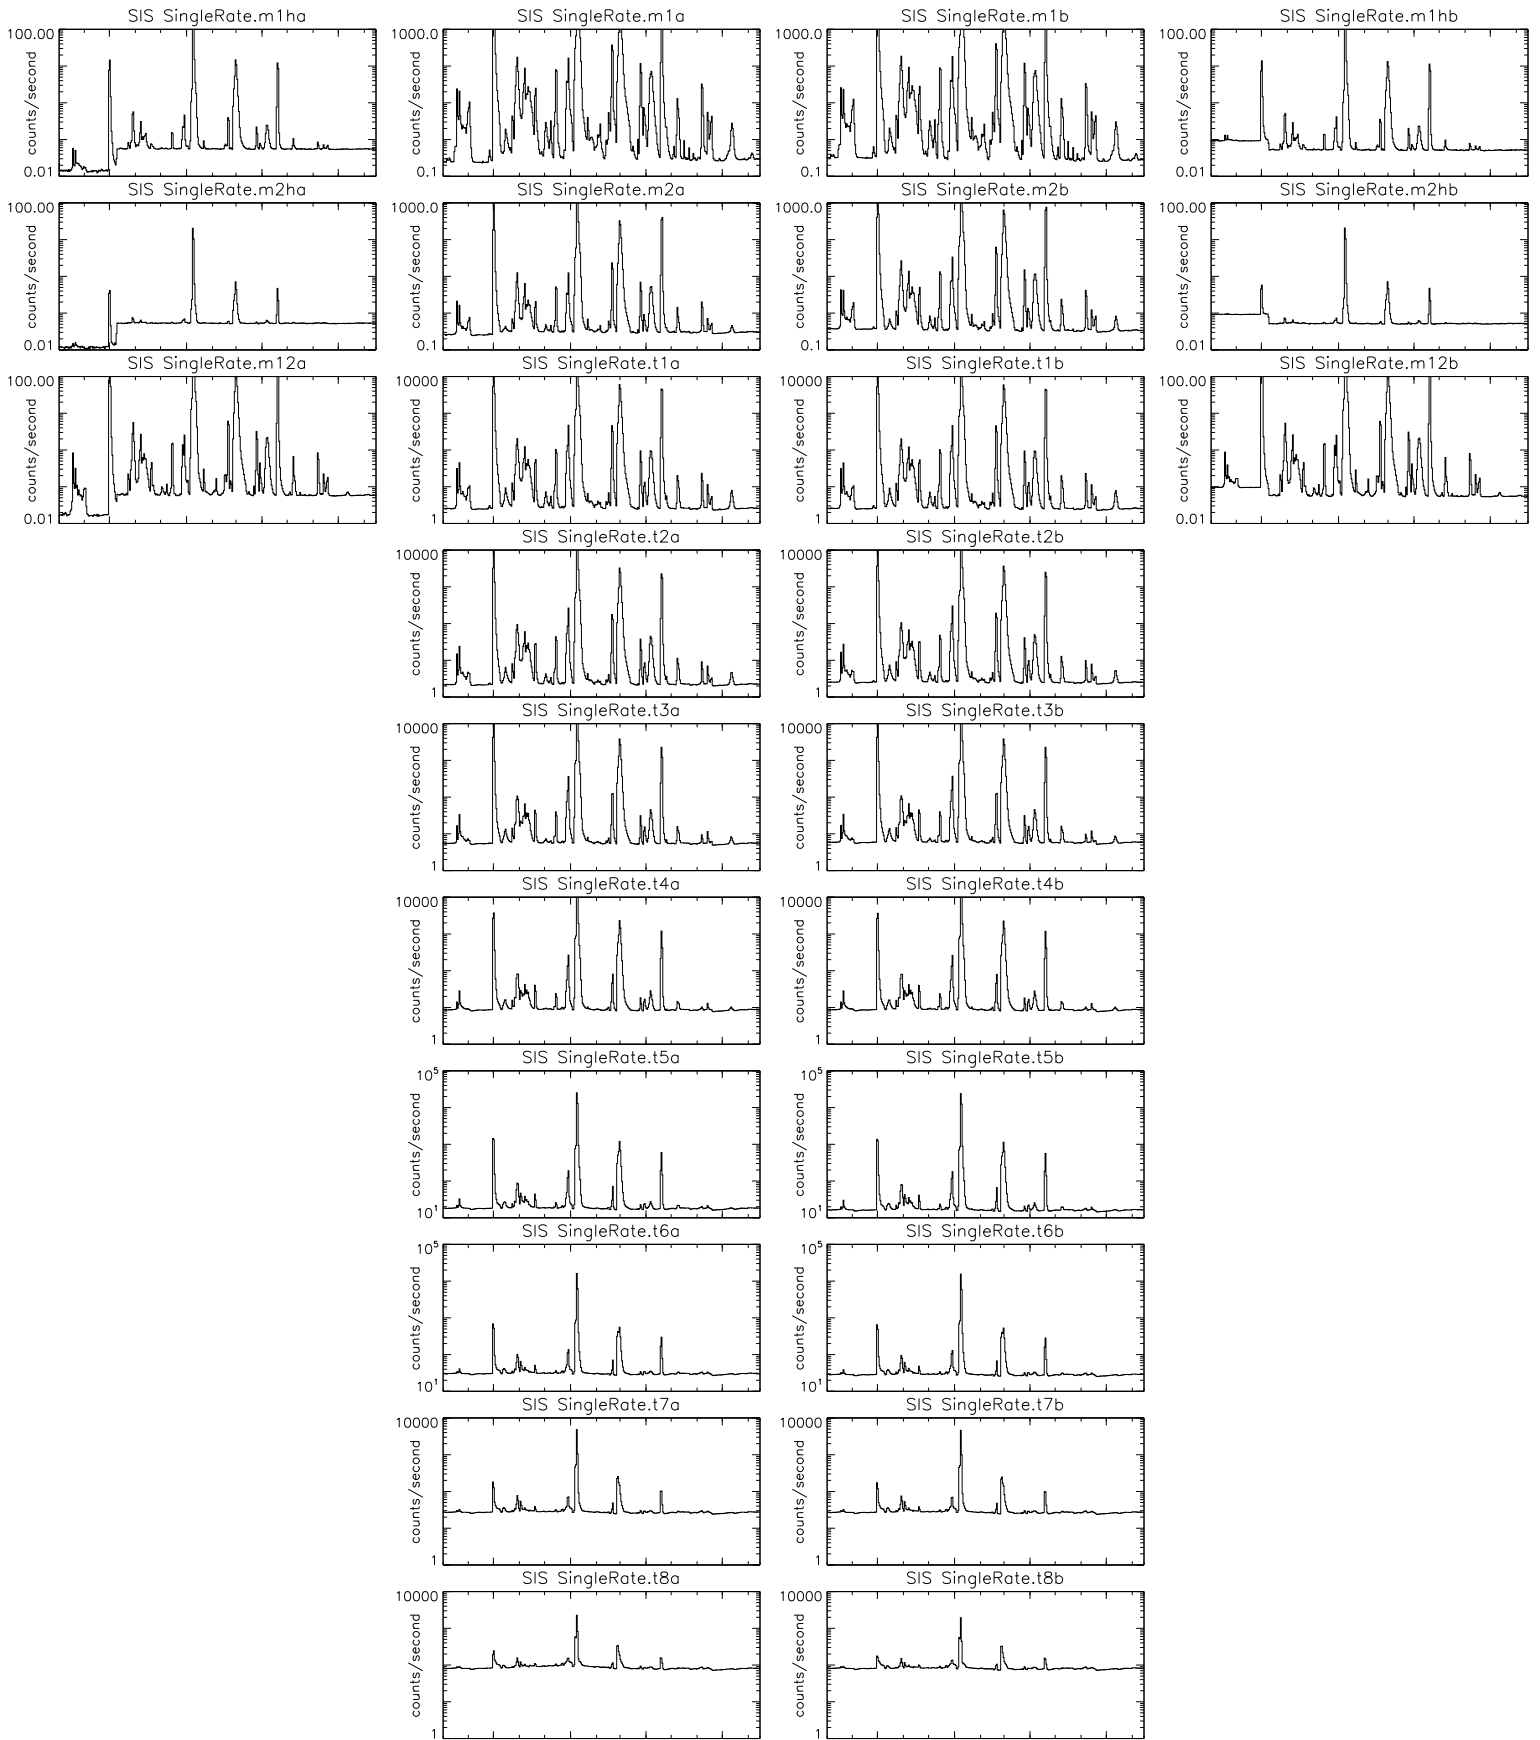 SIS SingleRate.m1ha
100.00
counts/second
0.01
SIS SingleRate.m1a
1000.0
counts/second
0.1
SIS SingleRate.m1b
1000.0
counts/second
0.1
SIS SingleRate.m1hb
100.00
counts/second
0.01
SIS SingleRate.m2ha
100.00
counts/second
0.01
SIS SingleRate.m2a
1000.0
counts/second
0.1
SIS SingleRate.m2b
1000.0
counts/second
0.1
SIS SingleRate.m2hb
100.00
counts/second
0.01
SIS SingleRate.m12a
100.00
counts/second
0.01
SIS SingleRate.t1a
10000
counts/second
1
SIS SingleRate.t1b
10000
counts/second
1
SIS SingleRate.m12b
100.00
counts/second
0.01
SIS SingleRate.t2a
10000
counts/second
1
SIS SingleRate.t2b
10000
counts/second
1
SIS SingleRate.t3a
10000
counts/second
1
SIS SingleRate.t3b
10000
counts/second
1
SIS SingleRate.t4a
10000
counts/second
1
SIS SingleRate.t4b
10000
counts/second
1
SIS SingleRate.t5a
10⁵
counts/second
10¹
SIS SingleRate.t5b
10⁵
counts/second
10¹
SIS SingleRate.t6a
10⁵
counts/second
10¹
SIS SingleRate.t6b
10⁵
counts/second
10¹
SIS SingleRate.t7a
10000
counts/second
1
SIS SingleRate.t7b
10000
counts/second
1
SIS SingleRate.t8a
10000
counts/second
1
SIS SingleRate.t8b
10000
counts/second
1